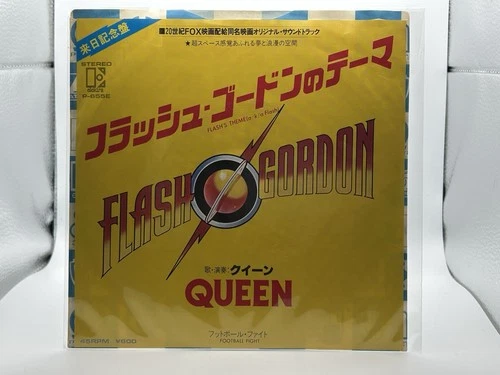 来日記念盤
■20世紀FOX映画配給同名映画オリジナル・サウンドトラック
★超スペース感覚あふれる夢と浪漫の空間
STEREO
P-655E
フラッシュ・ゴードンのテーマ
FLASH'S THEME (a.k.a Flash)
FLASH GORDON
歌・演奏:クイーン
QUEEN
フットボール・ファイト
FOOTBALL FIGHT
45RPM ¥600